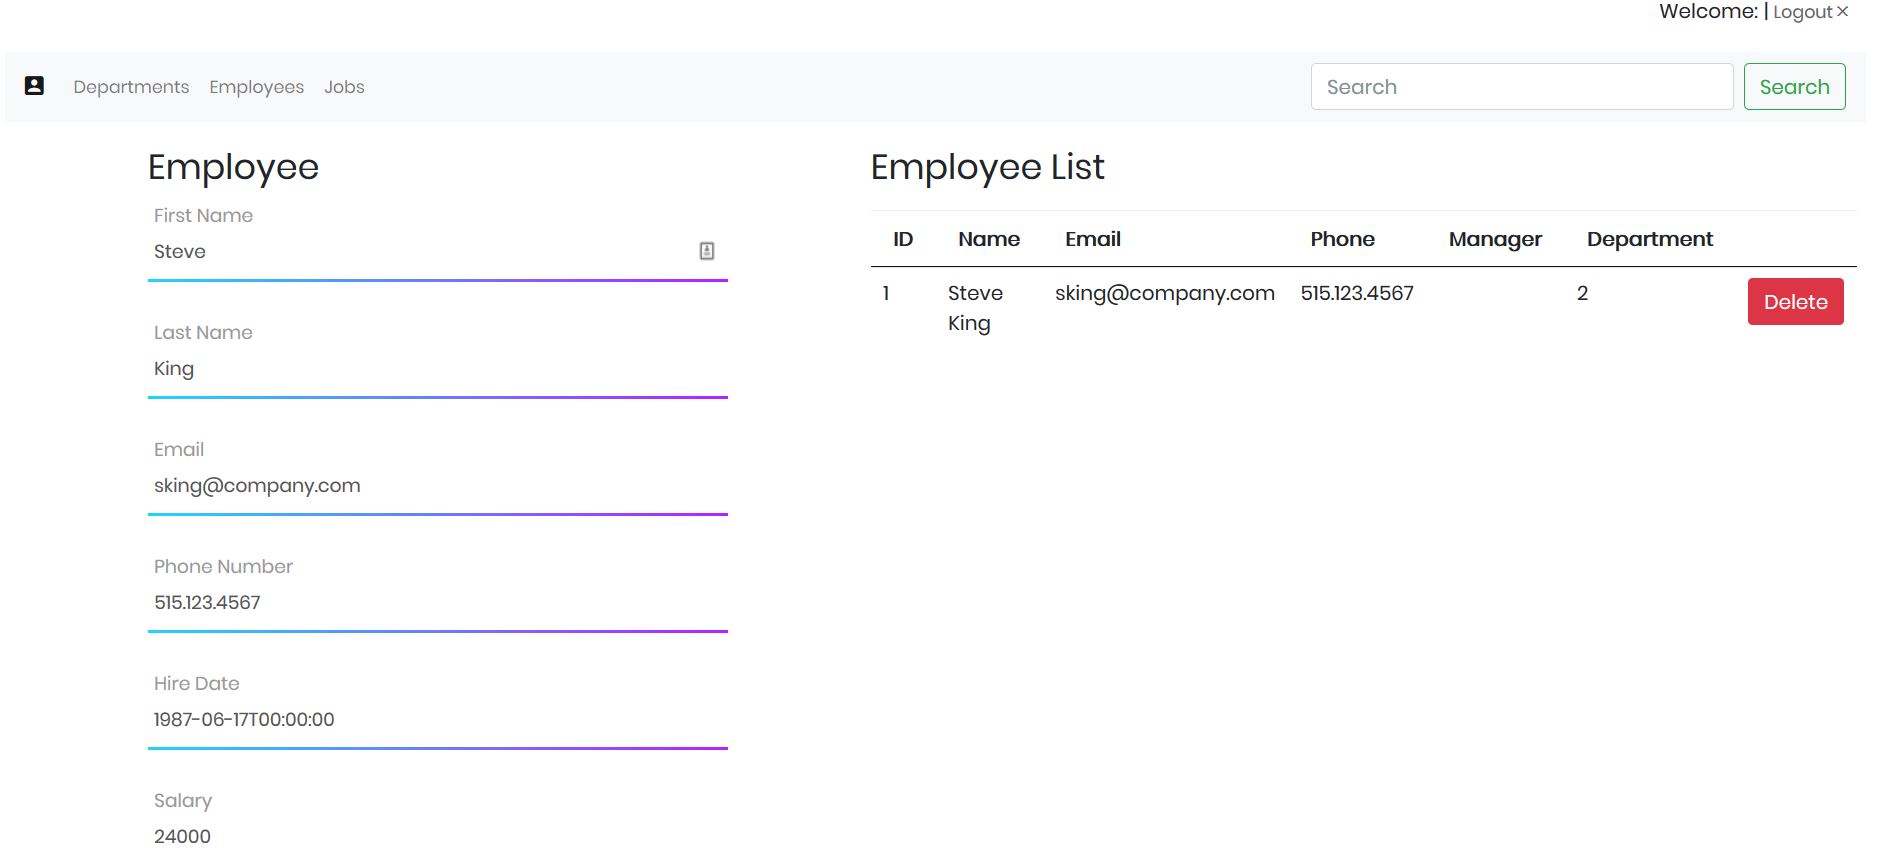 Welcome: | Logout ×
Departments Employees Jobs Search Search
Employee
First Name
Steve
Last Name
King
Email
sking@company.com
Phone Number
515.123.4567
Hire Date
1987-06-17T00:00:00
Salary
24000
Employee List
ID Name Email Phone Manager Department
1 Steve King sking@company.com 515.123.4567 2 Delete